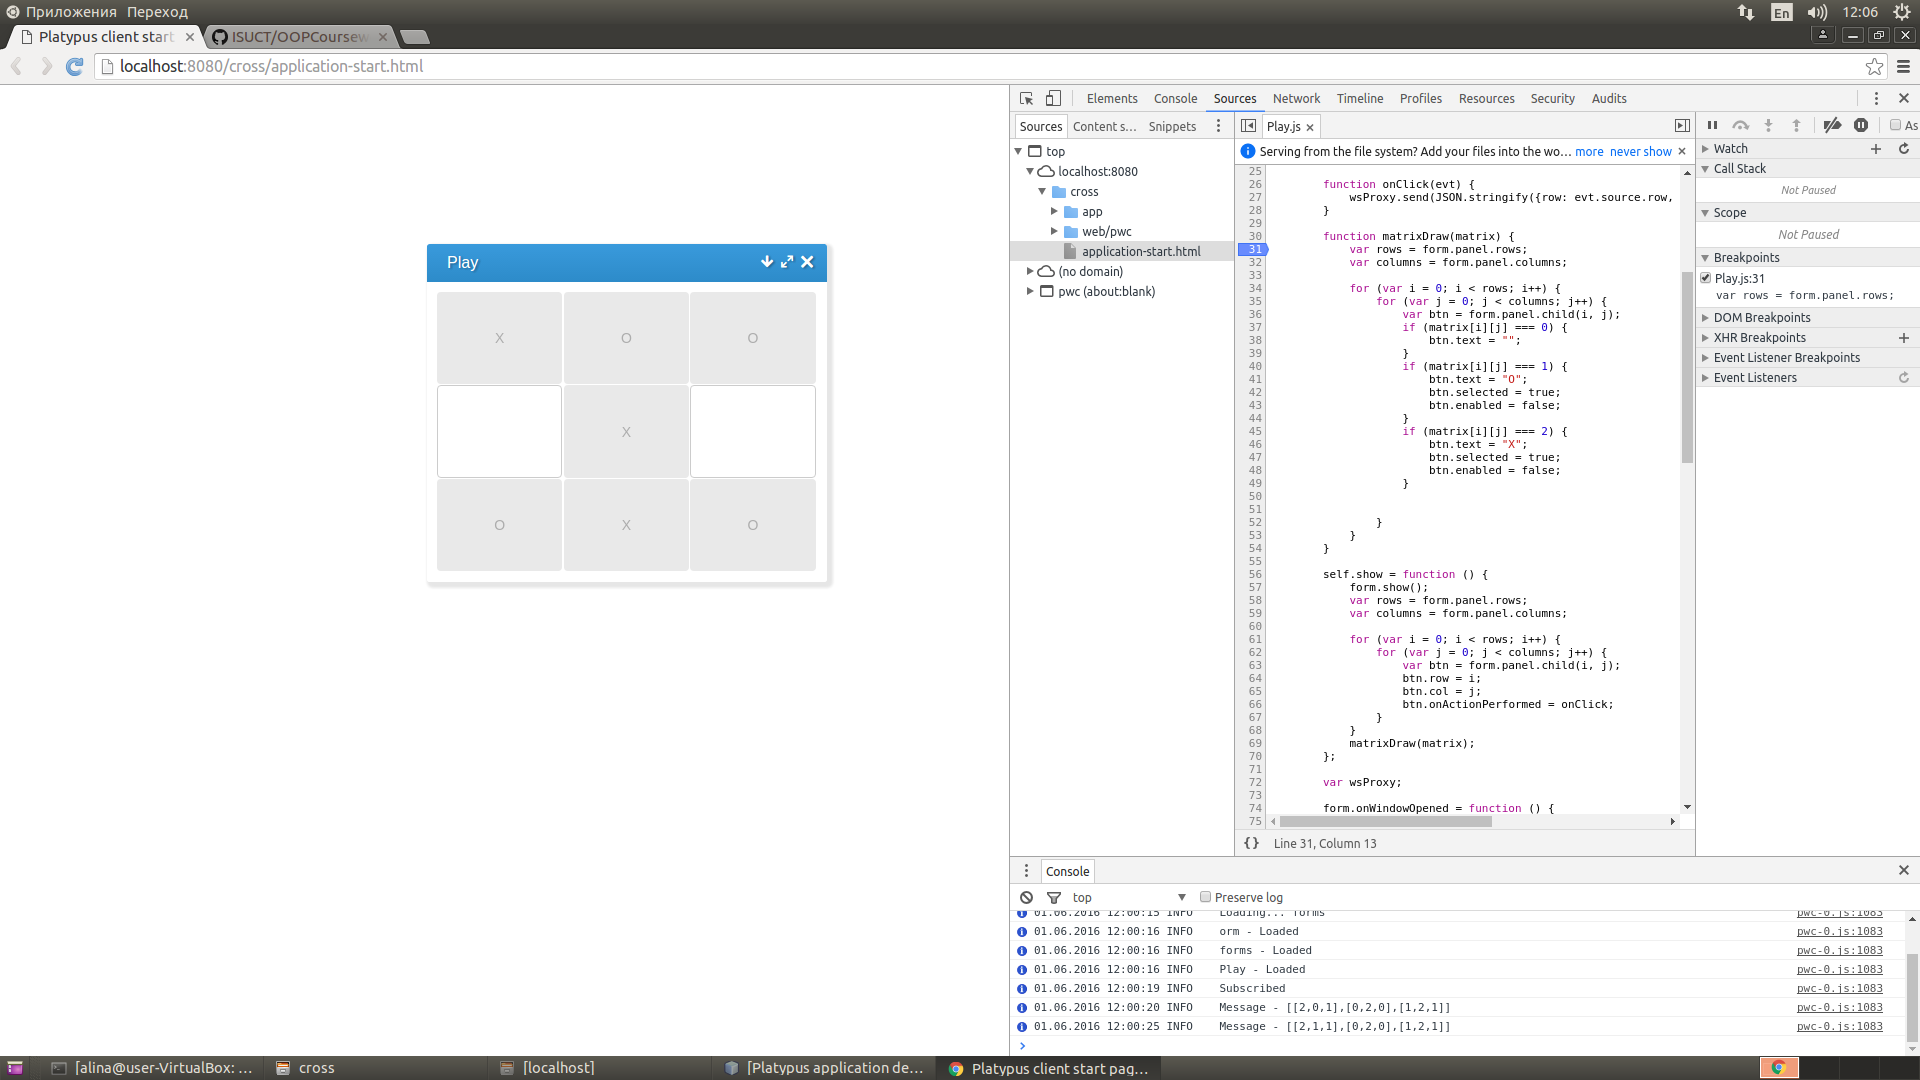 Приложения Переход
En 12:06
Platypus client start
ISUCT/OOPCoursew
localhost:8080/cross/application-start.html
Elements Console Sources Network Timeline Profiles Resources Security Audits
Sources Content s... Snippets
Play.js
As
top
localhost:8080
cross
app
web/pwc
application-start.html
(no domain)
pwc (about:blank)
Serving from the file system? Add your files into the wo... more never show
25
26 function onClick(evt) {
27 wsProxy.send(JSON.stringify({row: evt.source.row,
28 }
29
30 function matrixDraw(matrix) {
31 var rows = form.panel.rows;
32 var columns = form.panel.columns;
33
34 for (var i = 0; i < rows; i++) {
35 for (var j = 0; j < columns; j++) {
36 var btn = form.panel.child(i, j);
37 if (matrix[i][j] === 0) {
38 btn.text = "";
39 }
40 if (matrix[i][j] === 1) {
41 btn.text = "O";
42 btn.selected = true;
43 btn.enabled = false;
44 }
45 if (matrix[i][j] === 2) {
46 btn.text = "X";
47 btn.selected = true;
48 btn.enabled = false;
49 }
50
51
52 }
53 }
54 }
55
56 self.show = function () {
57 form.show();
58 var rows = form.panel.rows;
59 var columns = form.panel.columns;
60
61 for (var i = 0; i < rows; i++) {
62 for (var j = 0; j < columns; j++) {
63 var btn = form.panel.child(i, j);
64 btn.row = i;
65 btn.col = j;
66 btn.onActionPerformed = onClick;
67 }
68 }
69 matrixDraw(matrix);
70 };
71
72 var wsProxy;
73
74 form.onWindowOpened = function () {
75
{} Line 31, Column 13
Watch
Call Stack
Not Paused
Scope
Not Paused
Breakpoints
Play.js:31
var rows = form.panel.rows;
DOM Breakpoints
XHR Breakpoints
Event Listener Breakpoints
Event Listeners
Play
X O O
X
O X O
Console
top Preserve log
01.06.2016 12:00:15 INFO Loading... forms pwc-0.js:1083
01.06.2016 12:00:16 INFO orm - Loaded pwc-0.js:1083
01.06.2016 12:00:16 INFO forms - Loaded pwc-0.js:1083
01.06.2016 12:00:16 INFO Play - Loaded pwc-0.js:1083
01.06.2016 12:00:19 INFO Subscribed pwc-0.js:1083
01.06.2016 12:00:20 INFO Message - [[2,0,1],[0,2,0],[1,2,1]] pwc-0.js:1083
01.06.2016 12:00:25 INFO Message - [[2,1,1],[0,2,0],[1,2,1]] pwc-0.js:1083
>
[alina@user-VirtualBox: ... cross [localhost] [Platypus application de... Platypus client start pag...